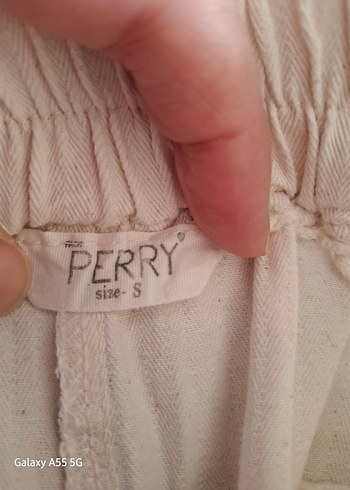 PERRY
size- S
Galaxy A55 5G